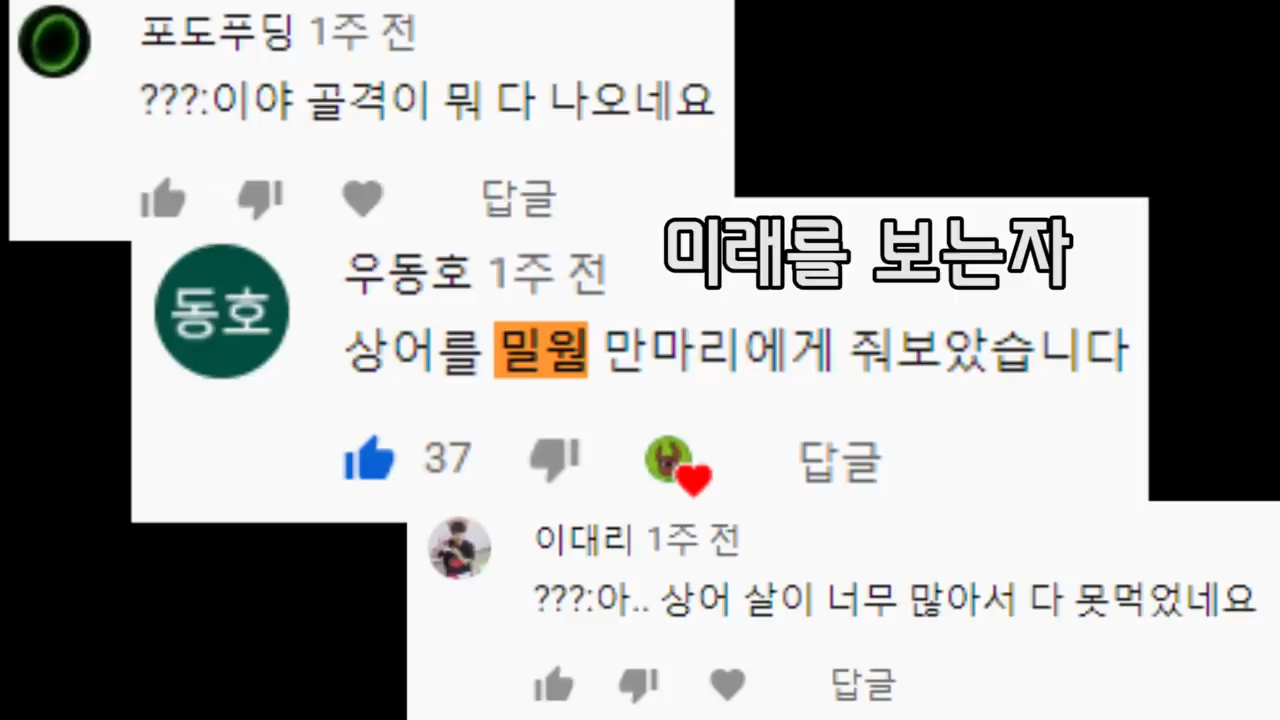 포도푸딩 1주 전
???:이야 골격이 뭐 다 나오네요
답글
미래를 보는자
동호
우동호 1주 전
상어를 밀웜 만마리에게 줘보았습니다
37
답글
이대리 1주 전
???:아.. 상어 살이 너무 많아서 다 못먹었네요
답글